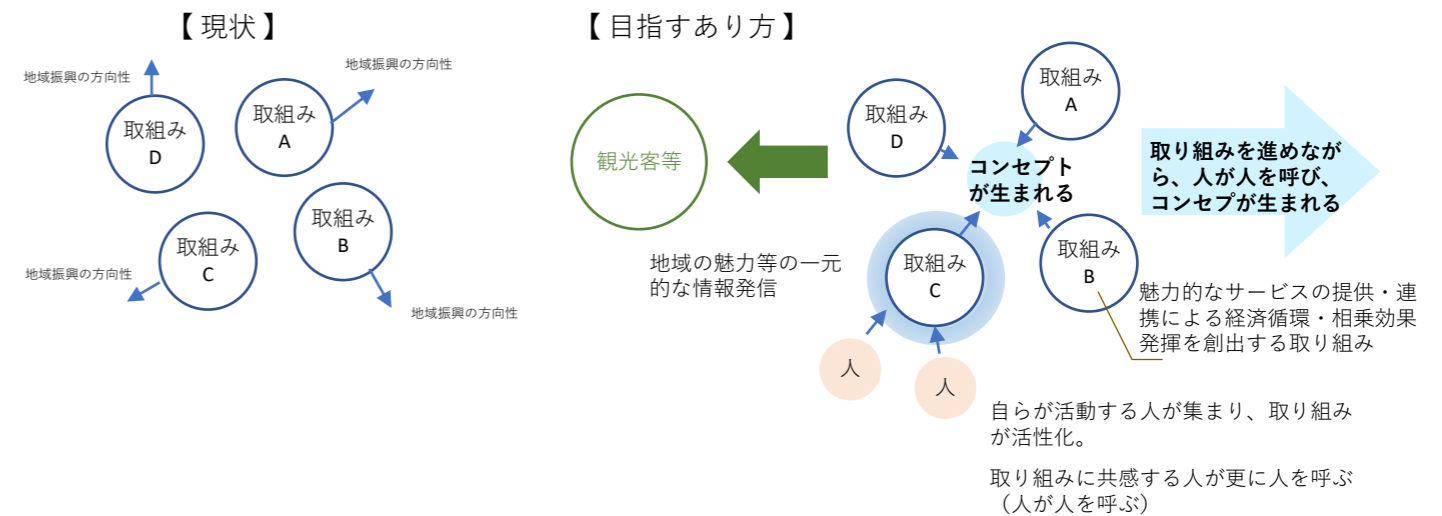 【 現状 】
地域振興の方向性
地域振興の方向性
取組み
D
取組み
A
取組み
C
取組み
B
地域振興の方向性
地域振興の方向性
【 目指すあり方 】
観光客等
取組み
D
取組み
A
コンセプト
が生まれる
取組み
C
取組み
B
取り組みを進めなが
ら、人が人を呼び、
コンセプが生まれる
地域の魅力等の一元
的な情報発信
魅力的なサービスの提供・連
携による経済循環・相乗効果
発揮を創出する取り組み
人
人
自らが活動する人が集まり、取り組み
が活性化。
取り組みに共感する人が更に人を呼ぶ
（人が人を呼ぶ）